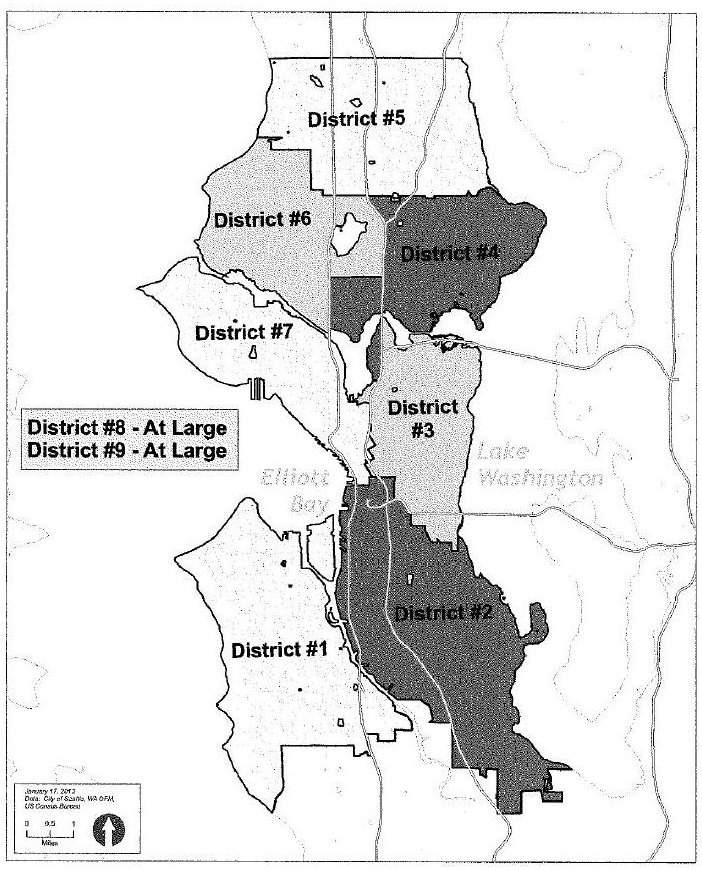 District #5
District #6
District #4
District #7
District
#3
District #8 - At Large
District #9 - At Large
Lake
Washington
Elliott
Bay
District #2
District #1
January 17, 2013
Data: City of Seattle, WA OFM,
US Census Bureau
0 0.5 1
Miles